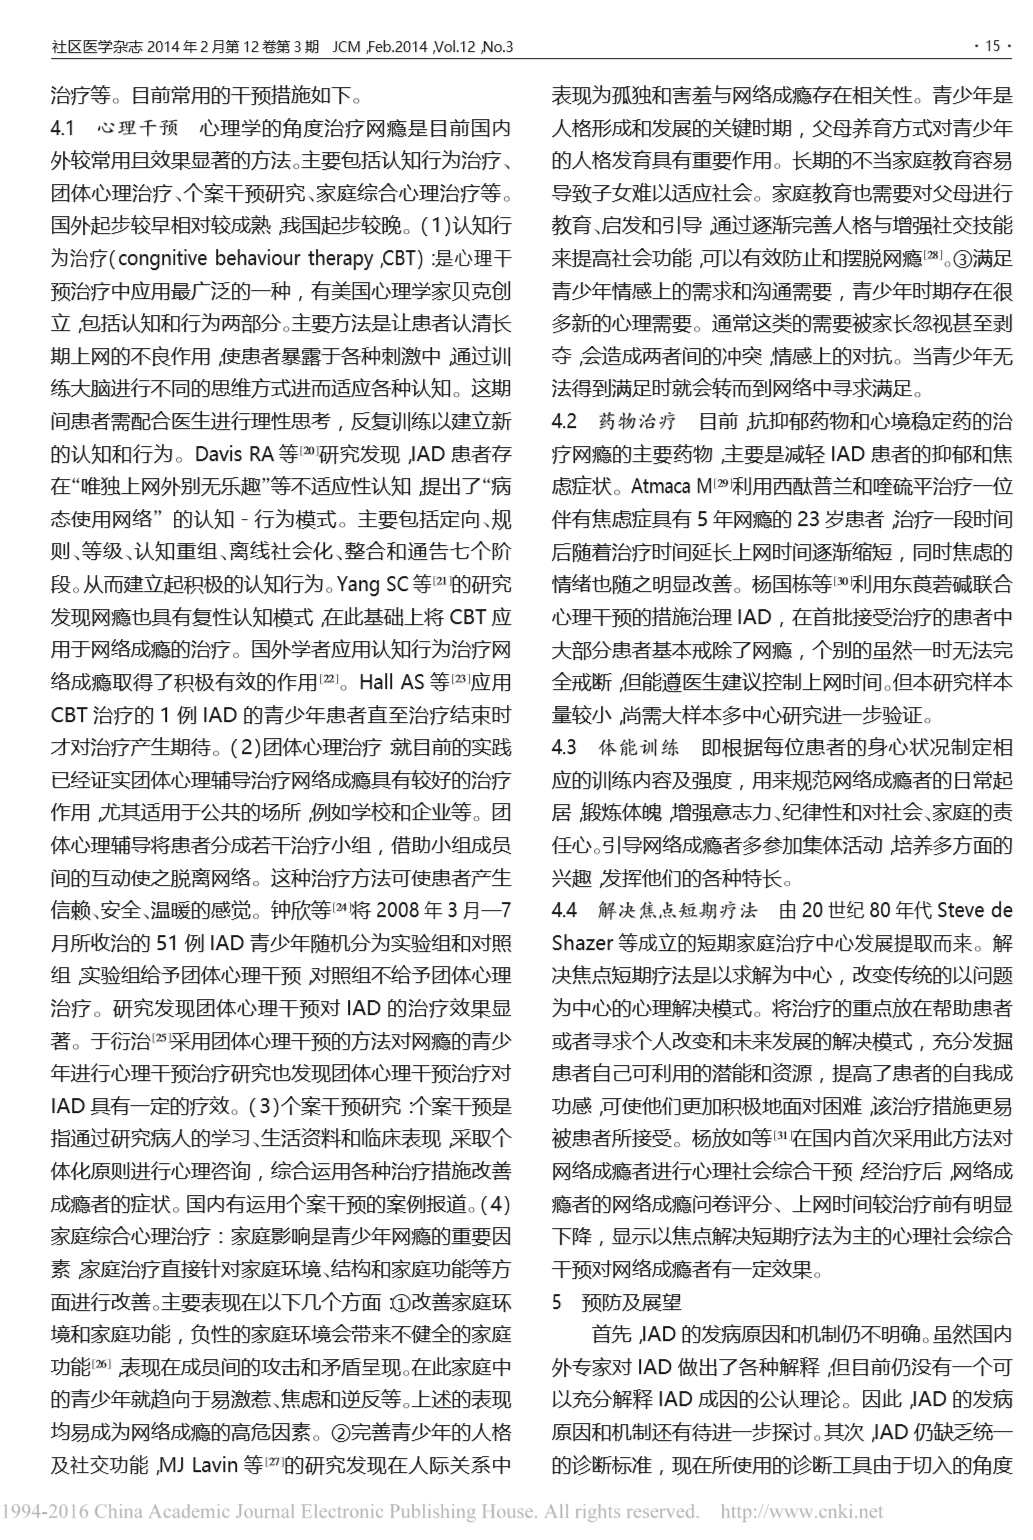 社区医学杂志 2014 年 2 月第 12 卷第 3 期 JCM ,Feb.2014 ,Vol.12 ,No.3 · 15 ·
治疗等。目前常用的干预措施如下。
4.1 心理干预 心理学的角度治疗网瘾是目前国内
外较常用且效果显著的方法。主要包括认知行为治疗、
团体心理治疗、个案干预研究、家庭综合心理治疗等。
国外起步较早相对较成熟 ,我国起步较晚。(1)认知行
为治疗(congnitive behaviour therapy ,CBT) :是心理干
预治疗中应用最广泛的一种，有美国心理学家贝克创
立 ,包括认知和行为两部分。主要方法是让患者认清长
期上网的不良作用 ,使患者暴露于各种刺激中 ,通过训
练大脑进行不同的思维方式进而适应各种认知。这期
间患者需配合医生进行理性思考，反复训练以建立新
的认知和行为。Davis RA 等[20]研究发现 ,IAD 患者存
在“唯独上网外别无乐趣”等不适应性认知 ,提出了“病
态使用网络”的认知 - 行为模式。主要包括定向、规
则、等级、认知重组、离线社会化、整合和通告七个阶
段。从而建立起积极的认知行为。Yang SC 等[21]的研究
发现网瘾也具有复性认知模式 ,在此基础上将 CBT 应
用于网络成瘾的治疗。国外学者应用认知行为治疗网
络成瘾取得了积极有效的作用[22]。Hall AS 等[23]应用
CBT 治疗的 1 例 IAD 的青少年患者直至治疗结束时
才对治疗产生期待。(2)团体心理治疗 :就目前的实践
已经证实团体心理辅导治疗网络成瘾具有较好的治疗
作用 ,尤其适用于公共的场所 ,例如学校和企业等。团
体心理辅导将患者分成若干治疗小组，借助小组成员
间的互动使之脱离网络。这种治疗方法可使患者产生
信赖、安全、温暖的感觉。钟欣等[24]将 2008 年 3 月—7
月所收治的 51 例 IAD 青少年随机分为实验组和对照
组 ,实验组给予团体心理干预 ,对照组不给予团体心理
治疗。研究发现团体心理干预对 IAD 的治疗效果显
著。于衍治[25]采用团体心理干预的方法对网瘾的青少
年进行心理干预治疗研究也发现团体心理干预治疗对
IAD 具有一定的疗效。(3)个案干预研究 :个案干预是
指通过研究病人的学习、生活资料和临床表现 ,采取个
体化原则进行心理咨询，综合运用各种治疗措施改善
成瘾者的症状。国内有运用个案干预的案例报道。(4)
家庭综合心理治疗：家庭影响是青少年网瘾的重要因
素 ,家庭治疗直接针对家庭环境、结构和家庭功能等方
面进行改善。主要表现在以下几个方面 :①改善家庭环
境和家庭功能，负性的家庭环境会带来不健全的家庭
功能[26] ,表现在成员间的攻击和矛盾呈现。在此家庭中
的青少年就趋向于易激惹、焦虑和逆反等。上述的表现
均易成为网络成瘾的高危因素。②完善青少年的人格
及社交功能 ,MJ Lavin 等[27]的研究发现在人际关系中
表现为孤独和害羞与网络成瘾存在相关性。青少年是
人格形成和发展的关键时期，父母养育方式对青少年
的人格发育具有重要作用。长期的不当家庭教育容易
导致子女难以适应社会。家庭教育也需要对父母进行
教育、启发和引导 ,通过逐渐完善人格与增强社交技能
来提高社会功能 ,可以有效防止和摆脱网瘾[28]。③满足
青少年情感上的需求和沟通需要，青少年时期存在很
多新的心理需要。通常这类的需要被家长忽视甚至剥
夺 ,会造成两者间的冲突 ,情感上的对抗。当青少年无
法得到满足时就会转而到网络中寻求满足。
4.2 药物治疗 目前 ,抗抑郁药物和心境稳定药的治
疗网瘾的主要药物 ,主要是减轻 IAD 患者的抑郁和焦
虑症状。Atmaca M[29]利用西酞普兰和喹硫平治疗一位
伴有焦虑症具有 5 年网瘾的 23 岁患者 ,治疗一段时间
后随着治疗时间延长上网时间逐渐缩短，同时焦虑的
情绪也随之明显改善。杨国栋等[30]利用东莨若碱联合
心理干预的措施治理 IAD，在首批接受治疗的患者中
大部分患者基本戒除了网瘾，个别的虽然一时无法完
全戒断 ,但能遵医生建议控制上网时间。但本研究样本
量较小 ,尚需大样本多中心研究进一步验证。
4.3 体能训练 即根据每位患者的身心状况制定相
应的训练内容及强度，用来规范网络成瘾者的日常起
居 ,锻炼体魄 ,增强意志力、纪律性和对社会、家庭的责
任心。引导网络成瘾者多参加集体活动 ,培养多方面的
兴趣 ,发挥他们的各种特长。
4.4 解决焦点短期疗法 由 20 世纪 80 年代 Steve de
Shazer 等成立的短期家庭治疗中心发展提取而来。解
决焦点短期疗法是以求解为中心，改变传统的以问题
为中心的心理解决模式。将治疗的重点放在帮助患者
或者寻求个人改变和未来发展的解决模式，充分发掘
患者自己可利用的潜能和资源，提高了患者的自我成
功感 ,可使他们更加积极地面对困难 ,该治疗措施更易
被患者所接受。杨放如等[31]在国内首次采用此方法对
网络成瘾者进行心理社会综合干预 ,经治疗后 ,网络成
瘾者的网络成瘾问卷评分、上网时间较治疗前有明显
下降，显示以焦点解决短期疗法为主的心理社会综合
干预对网络成瘾者有一定效果。
5 预防及展望
首先 ,IAD 的发病原因和机制仍不明确。虽然国内
外专家对 IAD 做出了各种解释 ,但目前仍没有一个可
以充分解释 IAD 成因的公认理论。因此 ,IAD 的发病
原因和机制还有待进一步探讨。其次 ,IAD 仍缺乏统一
的诊断标准，现在所使用的诊断工具由于切入的角度
1994-2016 China Academic Journal Electronic Publishing House. All rights reserved. http://www.cnki.net